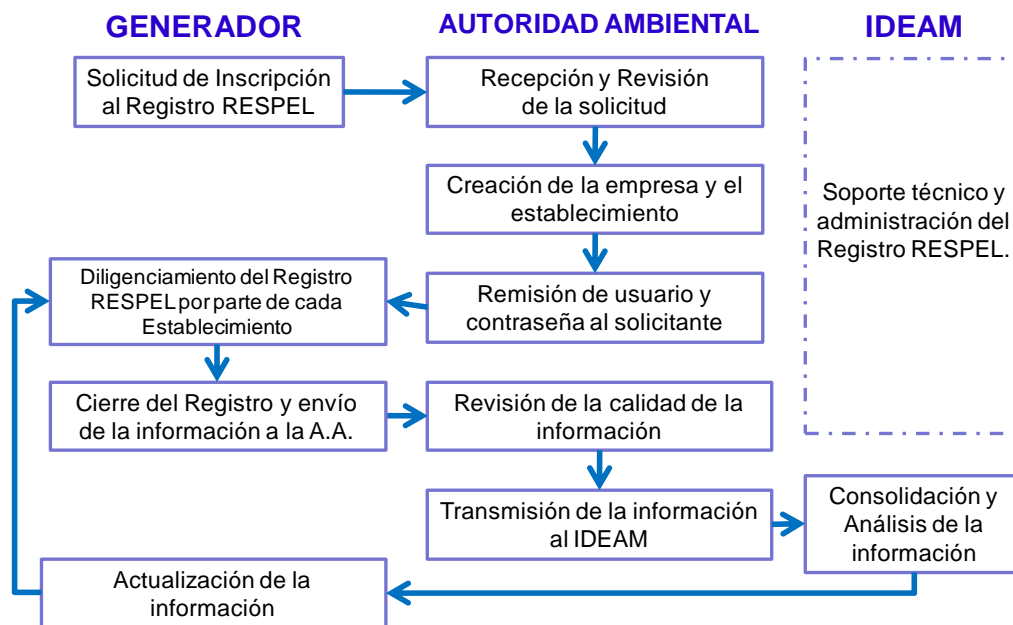 GENERADOR
AUTORIDAD AMBIENTAL
IDEAM
Solicitud de Inscripción
al Registro RESPEL
Recepción y Revisión
de la solicitud
Creación de la empresa y el
establecimiento
Soporte técnico y
administración del
Registro RESPEL.
Diligenciamiento del Registro
RESPEL por parte de cada
Establecimiento
Remisión de usuario y
contraseña al solicitante
Cierre del Registro y envío
de la información a la A.A.
Revisión de la calidad de la
información
Transmisión de la información
al IDEAM
Consolidación y
Análisis de la
información
Actualización de la
información